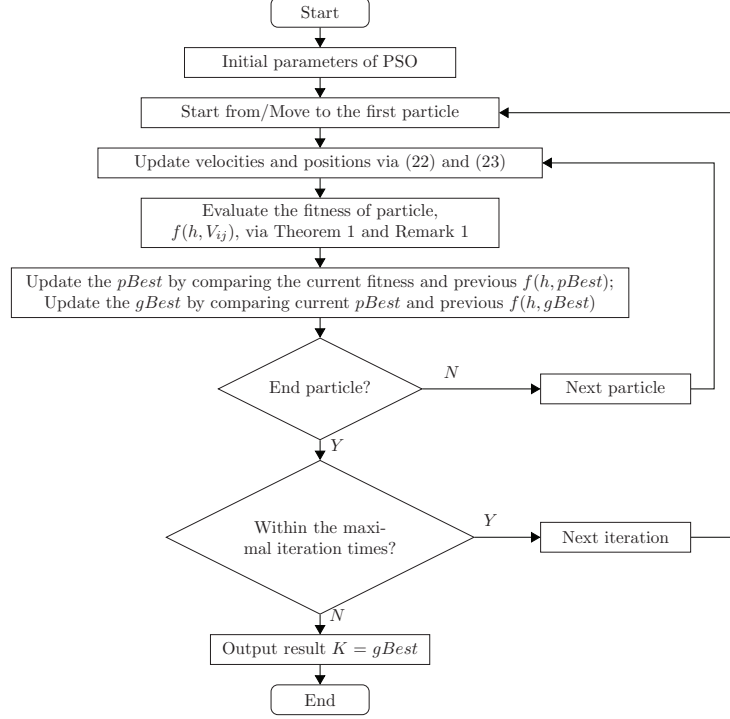 Start
Initial parameters of PSO
Start from/Move to the first particle
Update velocities and positions via (22) and (23)
Evaluate the fitness of particle,
f(h, V_{ij}), via Theorem 1 and Remark 1
Update the pBest by comparing the current fitness and previous f(h, pBest);
Update the gBest by comparing current pBest and previous f(h, gBest)
End particle?
N
Next particle
Y
Within the maxi-
mal iteration times?
Y
Next iteration
N
Output result K = gBest
End